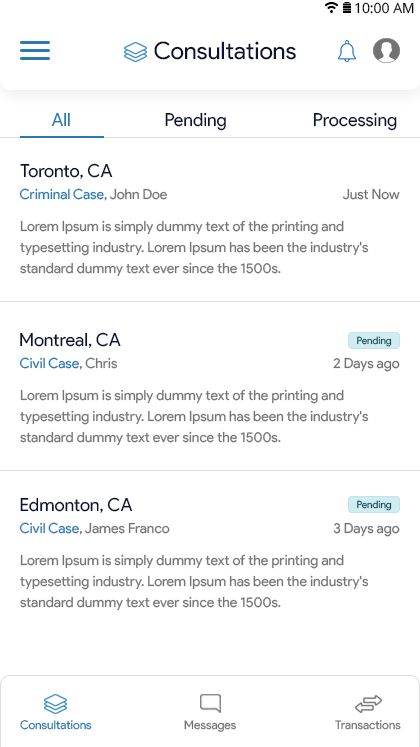 10:00 AM
Consultations
All Pending Processing
Toronto, CA
Criminal Case, John Doe Just Now
Lorem Ipsum is simply dummy text of the printing and
typesetting industry. Lorem Ipsum has been the industry's
standard dummy text ever since the 1500s.
Montreal, CA Pending
Civil Case, Chris 2 Days ago
Lorem Ipsum is simply dummy text of the printing and
typesetting industry. Lorem Ipsum has been the industry's
standard dummy text ever since the 1500s.
Edmonton, CA Pending
Civil Case, James Franco 3 Days ago
Lorem Ipsum is simply dummy text of the printing and
typesetting industry. Lorem Ipsum has been the industry's
standard dummy text ever since the 1500s.
Consultations Messages Transactions